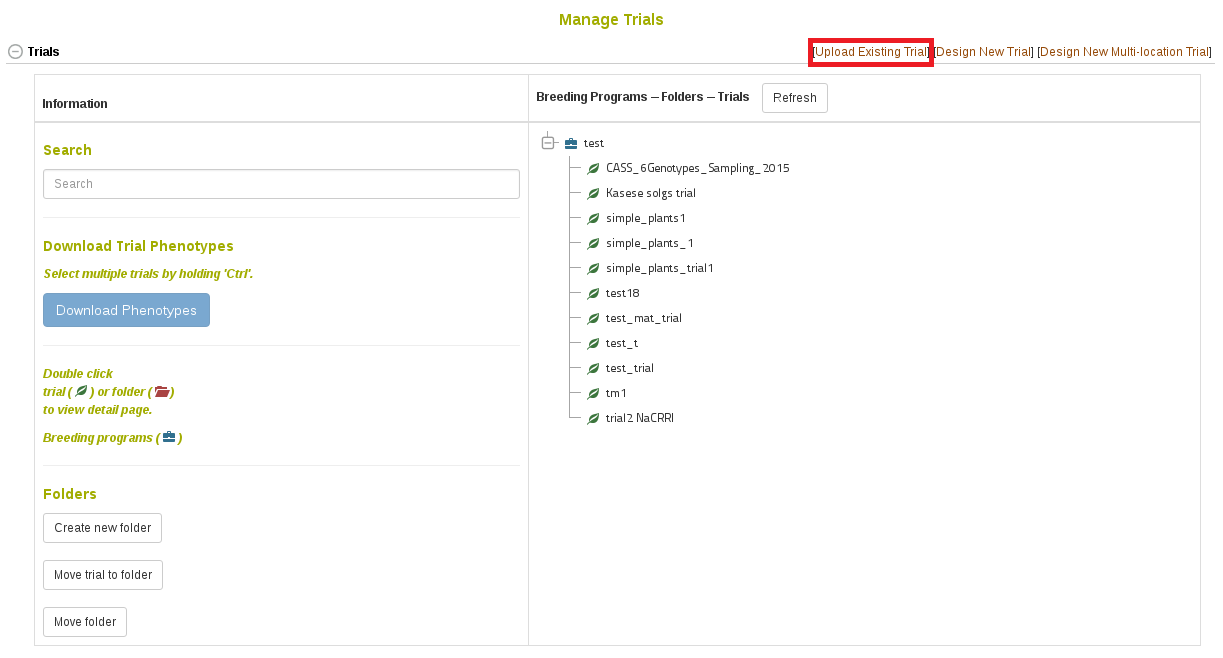 Manage Trials
Trials
[Upload Existing Trial] [Design New Trial] [Design New Multi-location Trial]
Information
Breeding Programs – Folders – Trials
Refresh
Search
Search
Download Trial Phenotypes
Select multiple trials by holding 'Ctrl'.
Download Phenotypes
Double click
trial ( ) or folder ( )
to view detail page.
Breeding programs ( )
Folders
Create new folder
Move trial to folder
Move folder
test
CASS_6Genotypes_Sampling_2015
Kasese solgs trial
simple_plants1
simple_plants_1
simple_plants_trial1
test18
test_mat_trial
test_t
test_trial
tm1
trial2 NaCRRI